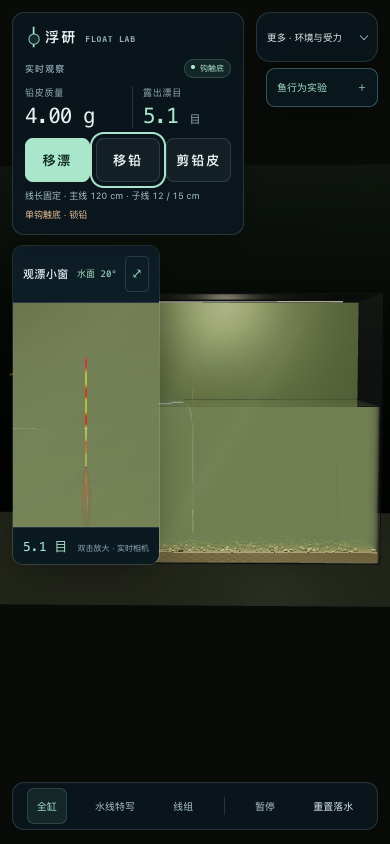 浮研 FLOAT LAB
更多 · 环境与受力
实时观察
钩触底
鱼行为实验 +
铅皮质量
露出漂目
4.00 g
5.1 目
移漂
移铅
剪铅皮
线长固定 · 主线 120 cm · 子线 12 / 15 cm
单钩触底 · 锁铅
观漂小窗 水面 20°
5.1 目 双击放大 · 实时相机
全缸
水线特写
线组
暂停
重置落水